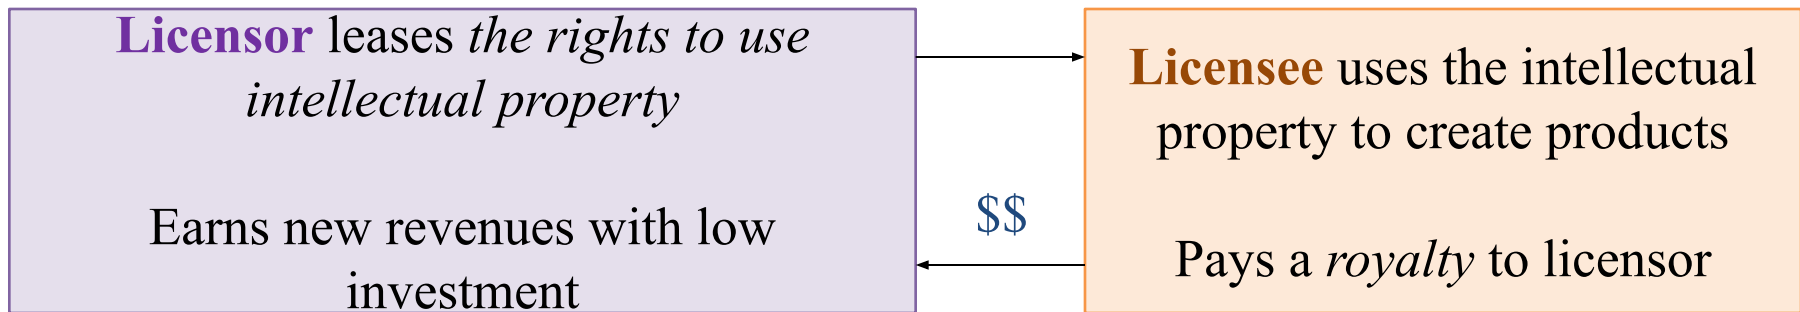 Licensor leases the rights to use
intellectual property
Earns new revenues with low
investment
$$
Licensee uses the intellectual
property to create products
Pays a royalty to licensor